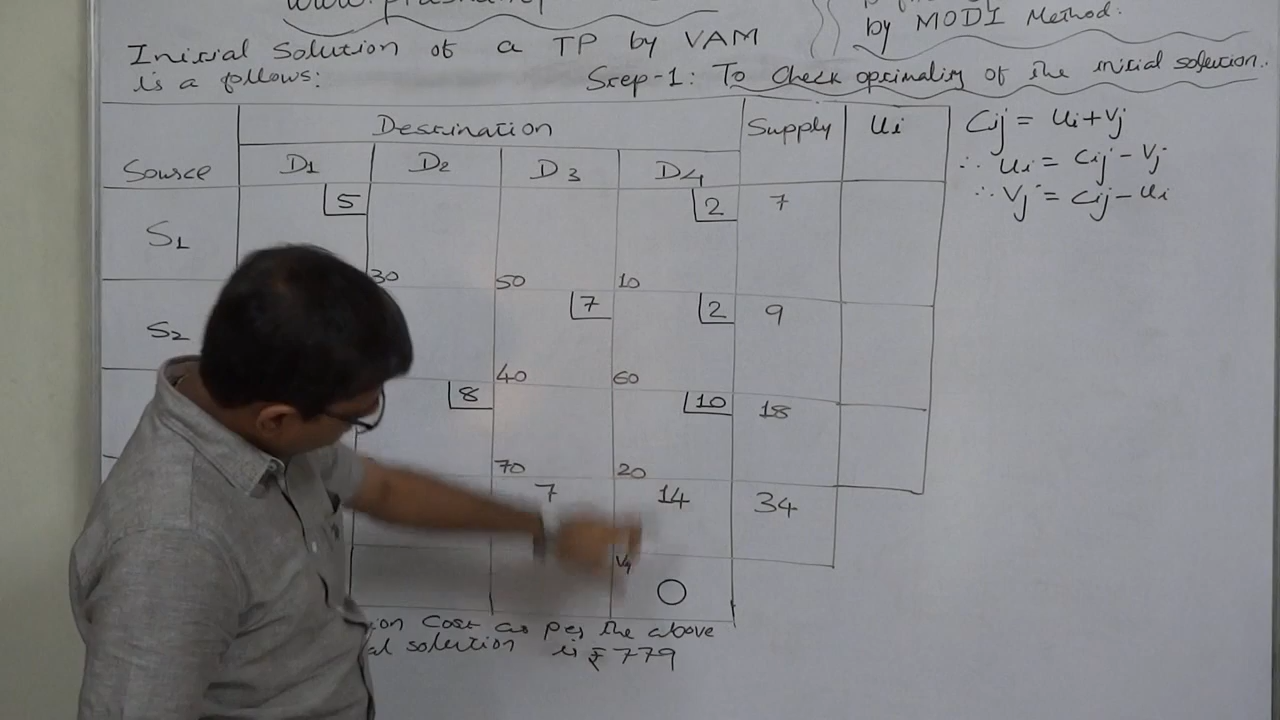 by MODI Method.
Initial Solution of a TP by VAM
is a follows:
Step-1: To Check optimality of the initial solution.
Destination Supply ui
Source D1 D2 D3 D4
S1 5 2 7
30 50 10
S2 7 2 9
40 60
8 10 18
70 20
7 14 34
V4
0
ion Cost as per the above
al solution is ₹779
Cij = ui+vj
∴ ui = cij - vj
∴ vj = cij - ui